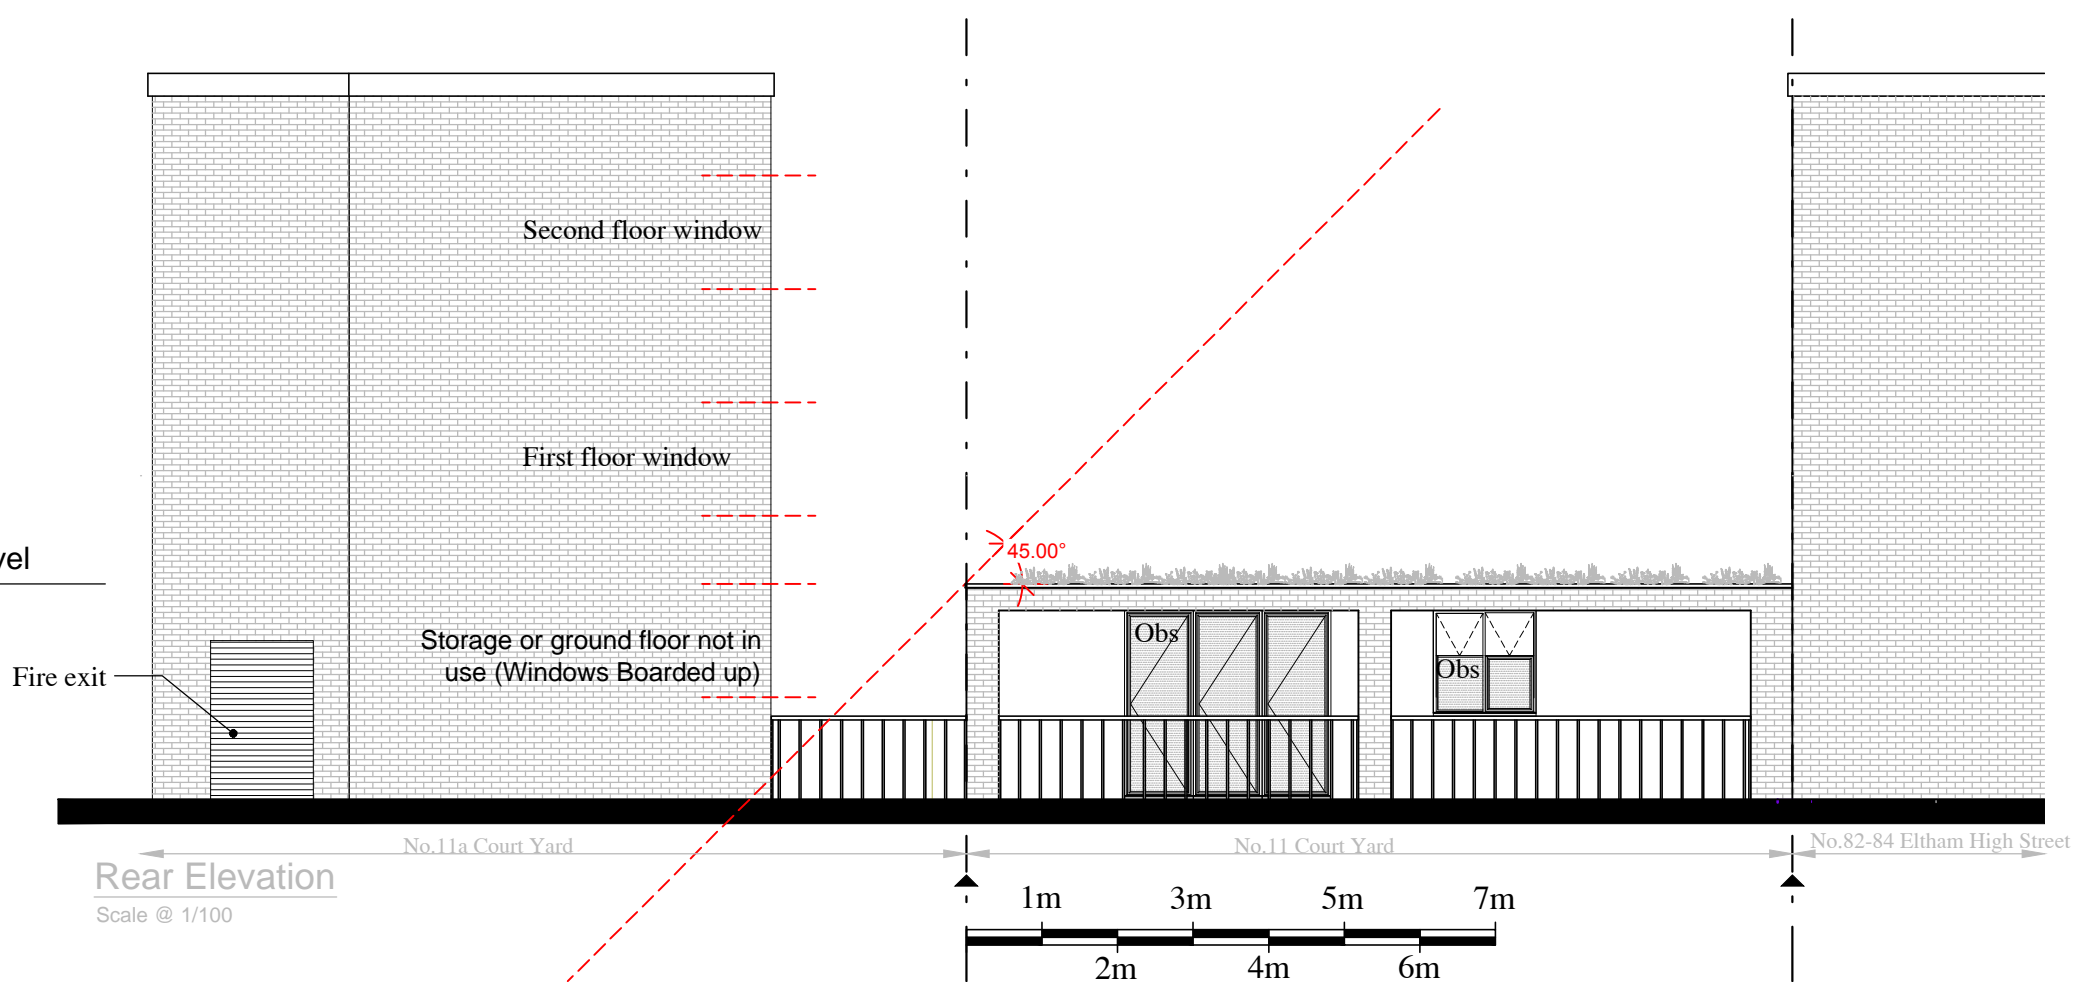 Second floor window
First floor window
45.00°
vel
Storage or ground floor not in
use (Windows Boarded up)
Obs
Obs
Fire exit
No.11a Court Yard
No.11 Court Yard
No.82-84 Eltham High Street
Rear Elevation
Scale @ 1/100
1m
3m
5m
7m
2m
4m
6m